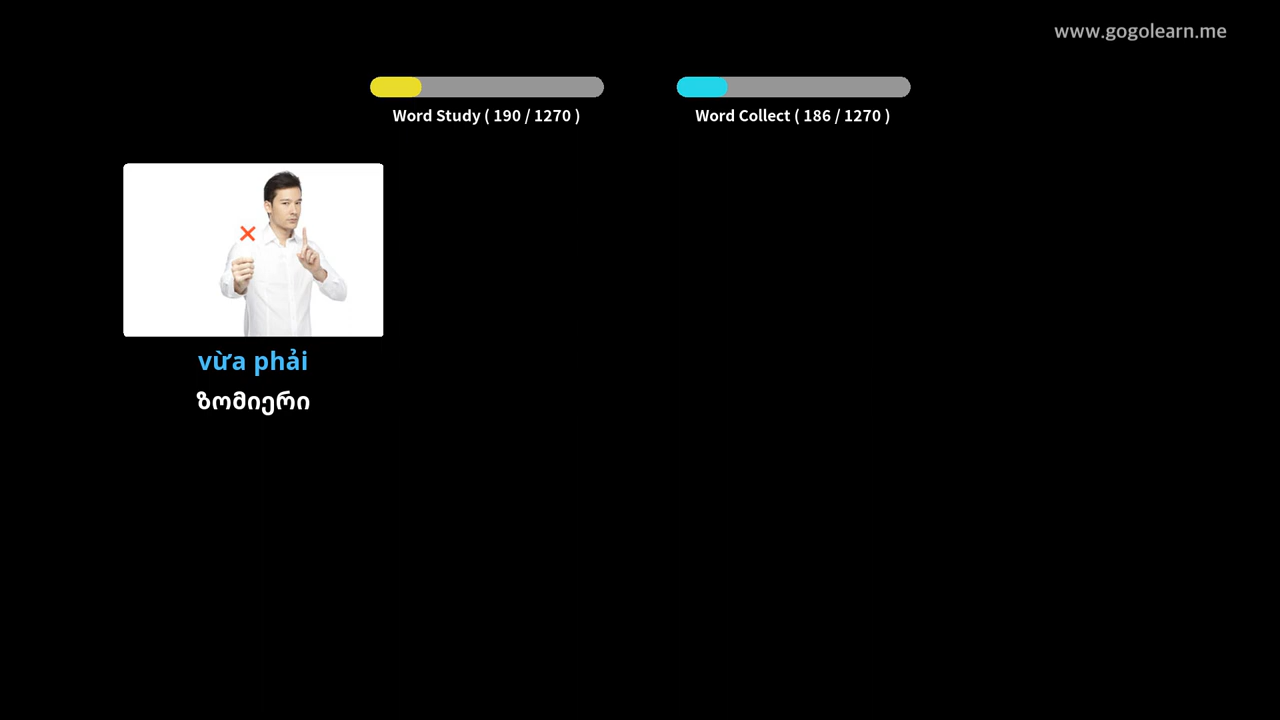 www.gogolearn.me
Word Study ( 190 / 1270 )
Word Collect ( 186 / 1270 )
vừa phải
ზომიერი